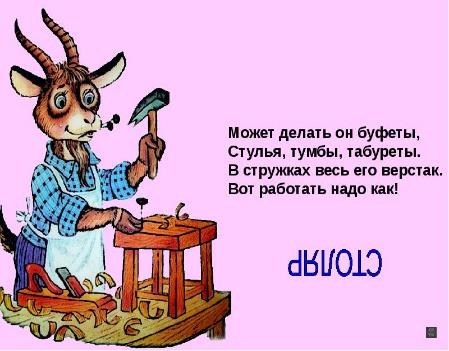 Может делать он буфеты,
Стулья, тумбы, табуреты.
В стружках весь его верстак.
Вот работать надо как!
СТОЛЯР